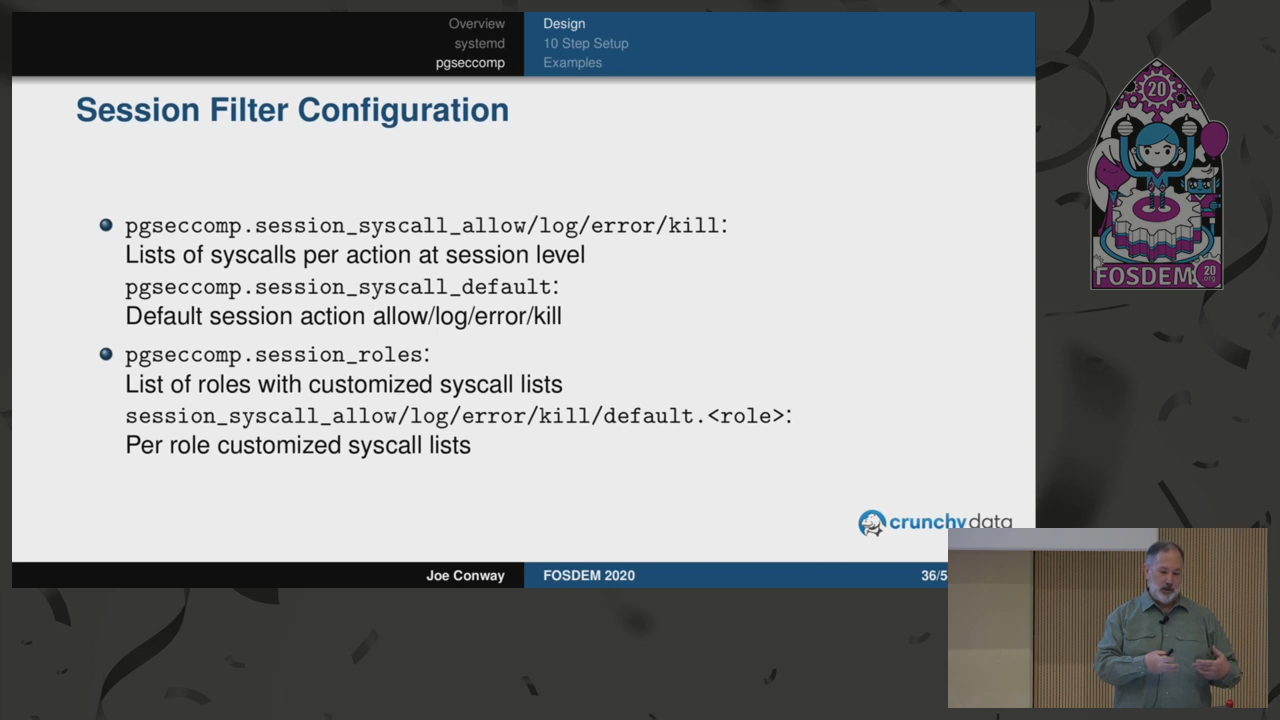 Overview
systemd
pgseccomp
Design
10 Step Setup
Examples
Session Filter Configuration
pgseccomp.session_syscall_allow/log/error/kill:
Lists of syscalls per action at session level
pgseccomp.session_syscall_default:
Default session action allow/log/error/kill
pgseccomp.session_roles:
List of roles with customized syscall lists
session_syscall_allow/log/error/kill/default.<role>:
Per role customized syscall lists
crunchydata
Joe Conway
FOSDEM 2020
36/5
20
FOSDEM
20
.org